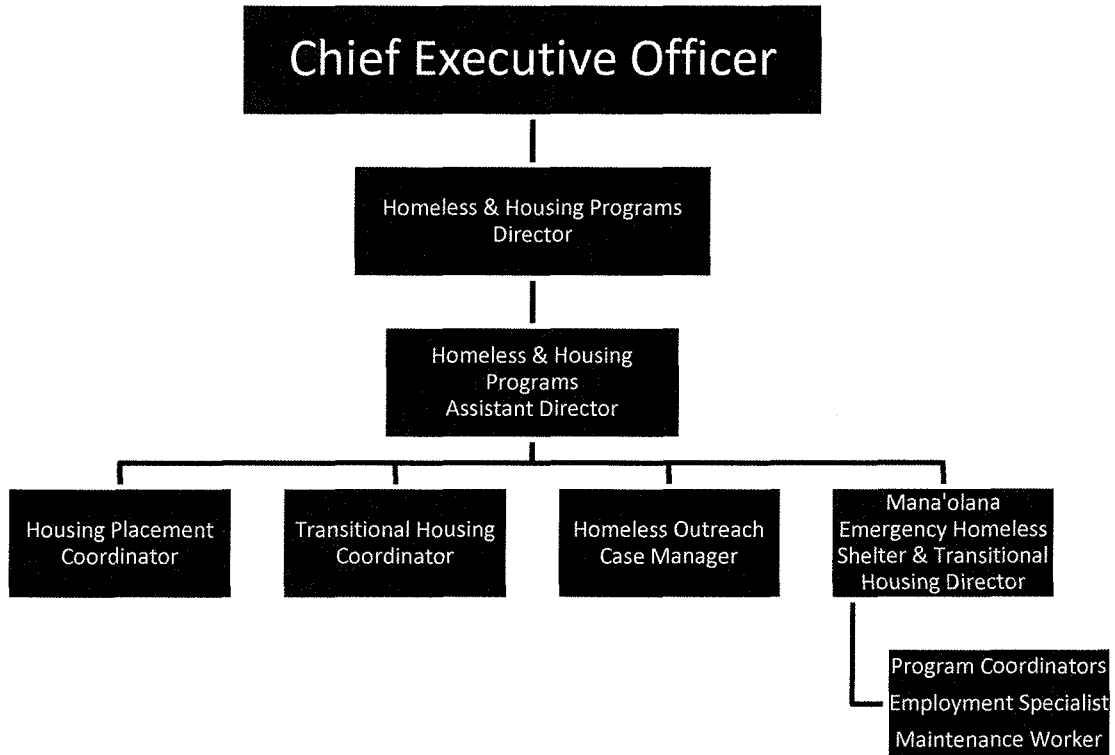 Chief Executive Officer
Homeless & Housing Programs
Director
Homeless & Housing
Programs
Assistant Director
Housing Placement
Coordinator
Transitional Housing
Coordinator
Homeless Outreach
Case Manager
Mana'olana
Emergency Homeless
Shelter & Transitional
Housing Director
Program Coordinators
Employment Specialist
Maintenance Worker